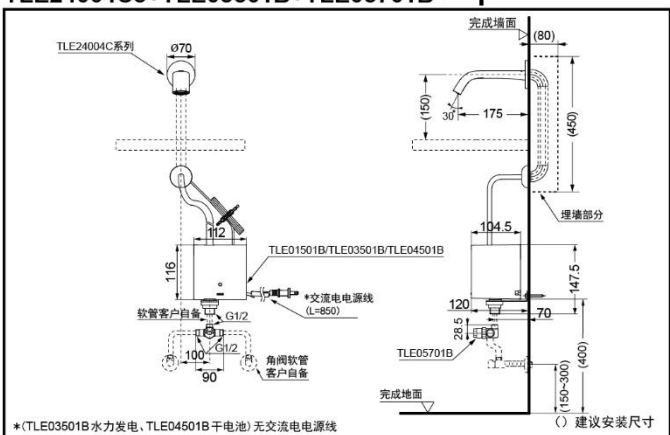 TLE24004C系列
Ø70
112
116
TLE01501B/TLE03501B/TLE04501B
*交流电电源线
(L=850)
软管客户自备
G1/2
G1/2
100
90
角阀软管
客户自备
*(TLE03501B水力发电、TLE04501B干电池)无交流电电源线
完成墙面
(80)
(150)
30°
175
(450)
埋墙部分
104.5
147.5
120
70
28.5
TLE05701B
(400)
(150~300)
完成地面
()建议安装尺寸